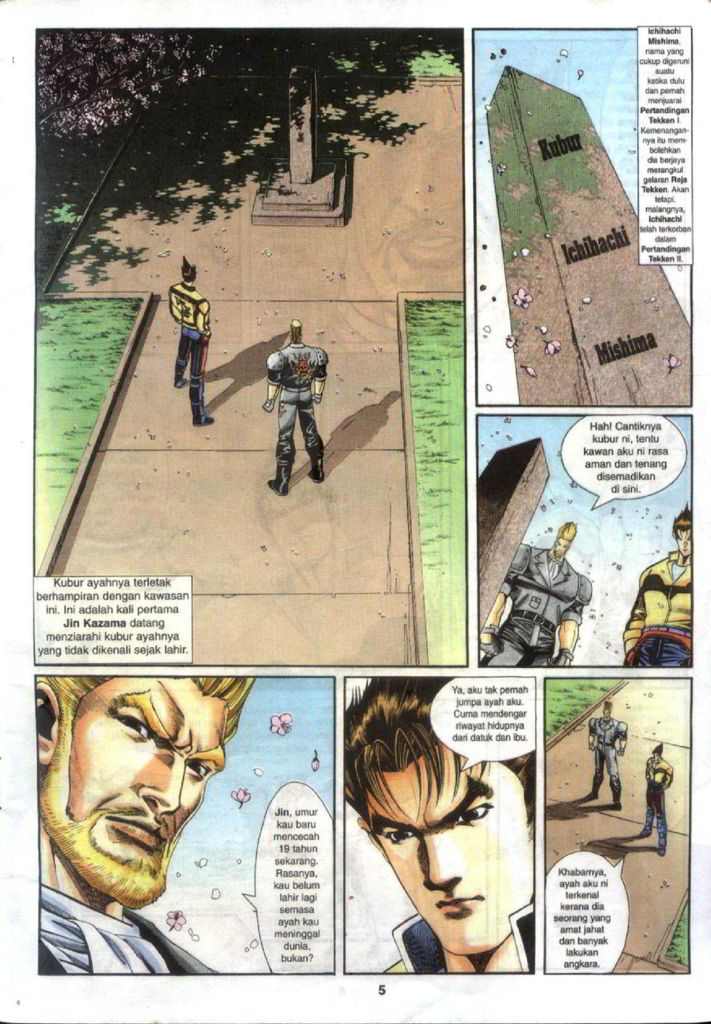 Kubur ayahnya terletak
berhampiran dengan kawasan
ini. Ini adalah kali pertama
Jin Kazama datang
menziarahi kubur ayahnya
yang tidak dikenali sejak lahir.
Ichihachi
Mishima,
nama yang
cukup digeruni
suatu
ketika dulu
dan pernah
menjuarai
Pertandingan
Tekken I.
Kemenangan-
nya itu mem-
bolehkan
dia berjaya
merangkul
gelaran Raja
Tekken. Akan
tetapi,
malangnya,
Ichihachi
telah terkorban
dalam
Pertandingan
Tekken II.
Kubur
Ichihachi
Mishima
Hah! Cantiknya
kubur ni, tentu
kawan aku ni rasa
aman dan tenang
disemadikan
di sini.
Jin, umur
kau baru
mencecah
19 tahun
sekarang.
Rasanya,
kau belum
lahir lagi
semasa
ayah kau
meninggal
dunia,
bukan?
Ya, aku tak pernah
jumpa ayah aku.
Cuma mendengar
riwayat hidupnya
dari datuk dan ibu.
Khabarnya,
ayah aku ni
terkenal
kerana dia
seorang yang
amat jahat
dan banyak
lakukan
angkara.
5